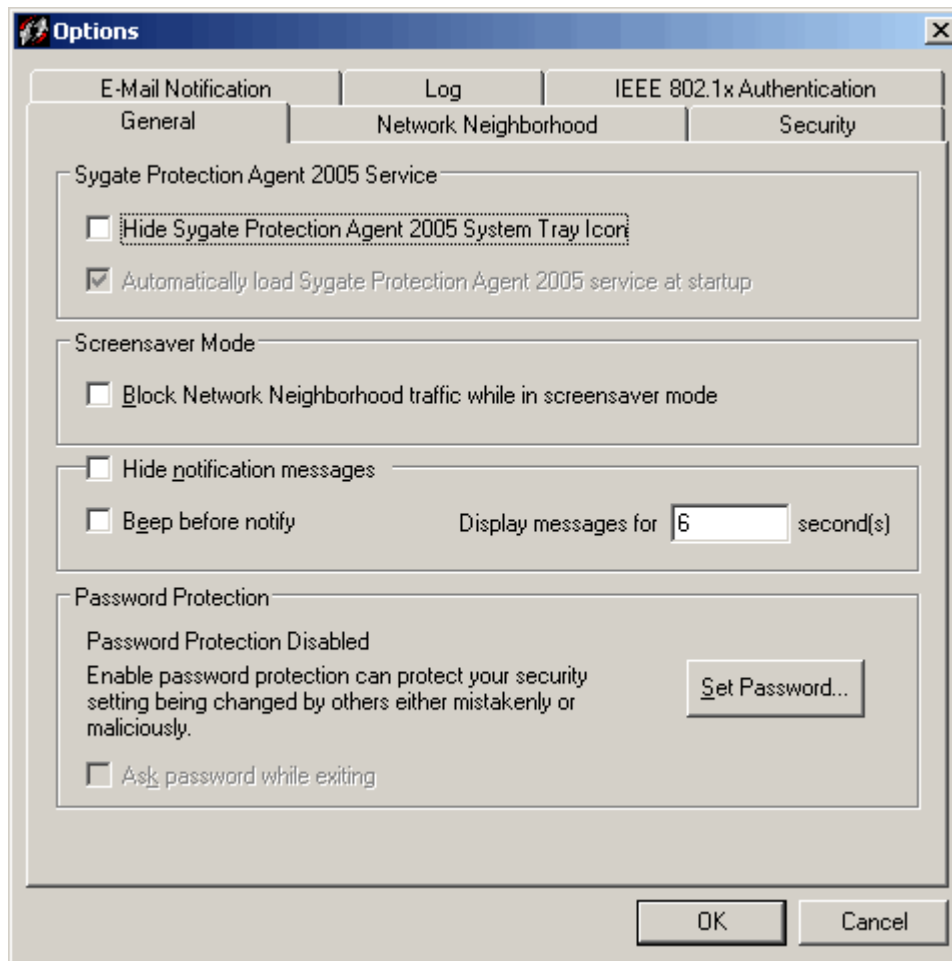 Options
E-Mail Notification
Log
IEEE 802.1x Authentication
General
Network Neighborhood
Security
Sygate Protection Agent 2005 Service
Hide Sygate Protection Agent 2005 System Tray Icon
Automatically load Sygate Protection Agent 2005 service at startup
Screensaver Mode
Block Network Neighborhood traffic while in screensaver mode
Hide notification messages
Beep before notify
Display messages for 6 second(s)
Password Protection
Password Protection Disabled
Enable password protection can protect your security
setting being changed by others either mistakenly or
maliciously.
Set Password...
Ask password while exiting
OK
Cancel